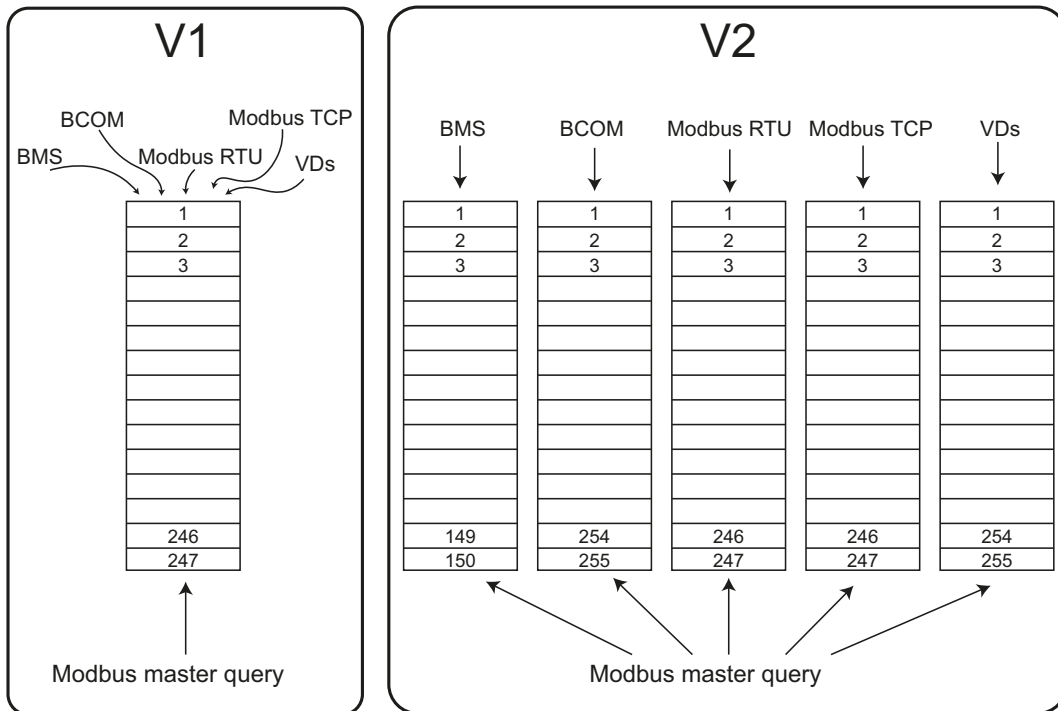 V1
BCOM
Modbus TCP
BMS
Modbus RTU
VDs
1
2
3
246
247
Modbus master query
V2
BMS BCOM Modbus RTU Modbus TCP VDs
1 1 1 1 1
2 2 2 2 2
3 3 3 3 3
149 254 246 246 254
150 255 247 247 255
Modbus master query